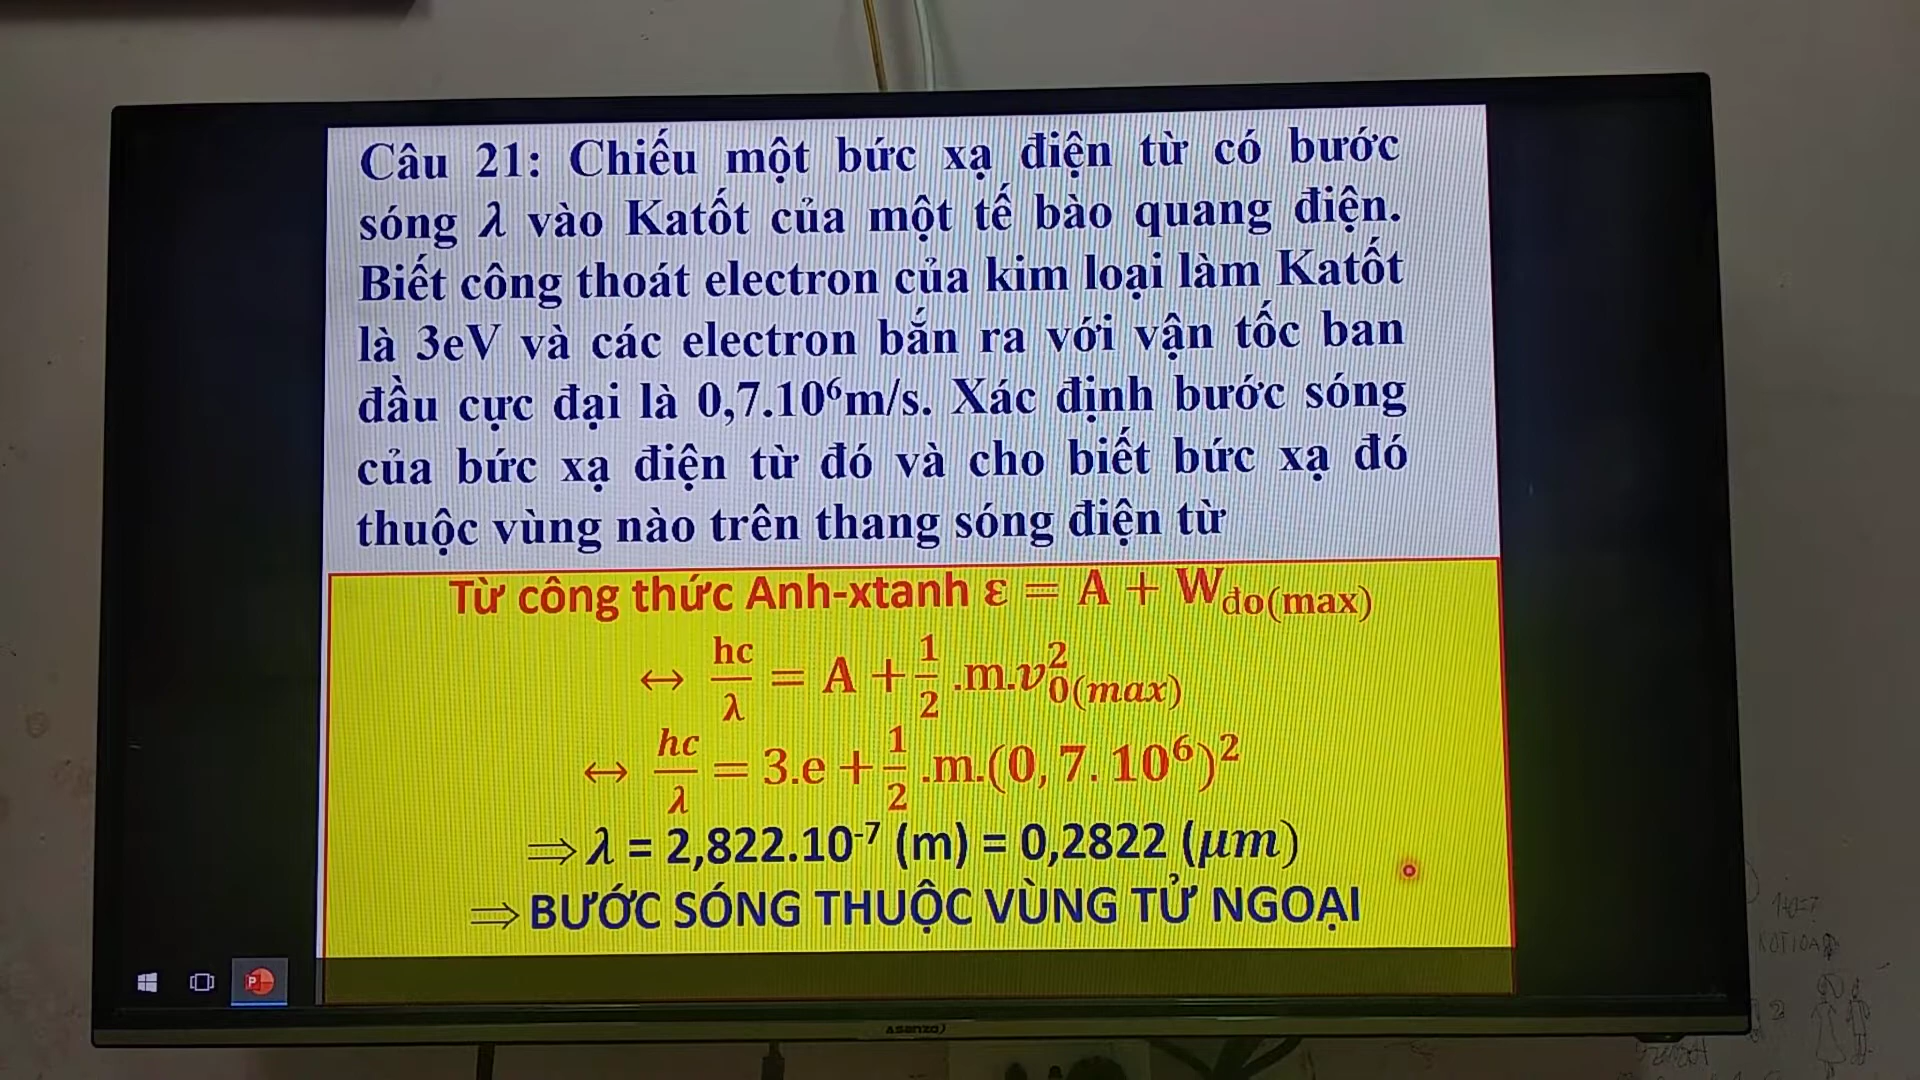 Câu 21: Chiếu một bức xạ điện từ có bước
sóng λ vào Katốt của một tế bào quang điện.
Biết công thoát electron của kim loại làm Katốt
là 3eV và các electron bắn ra với vận tốc ban
đầu cực đại là 0,7.10⁶m/s. Xác định bước sóng
của bức xạ điện từ đó và cho biết bức xạ đó
thuộc vùng nào trên thang sóng điện từ
Từ công thức Anh-xtanh ε = A + W_đo(max)
↔ hc/λ = A + 1/2 .m.v²_0(max)
↔ hc/λ = 3.e + 1/2 .m.(0,7. 10⁶)²
⇒ λ = 2,822.10⁻⁷ (m) = 0,2822 (μm)
⇒ BƯỚC SÓNG THUỘC VÙNG TỬ NGOẠI
P
Asanzo